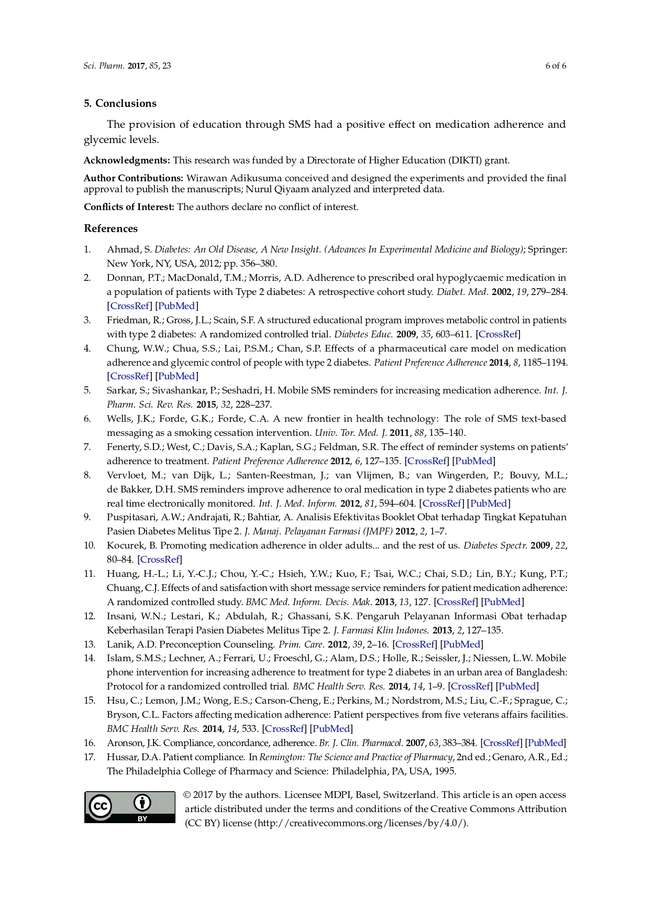 Sci. Pharm. 2017, 85, 23
6 of 6
5. Conclusions
The provision of education through SMS had a positive effect on medication adherence and
glycemic levels.
Acknowledgments: This research was funded by a Directorate of Higher Education (DIKTI) grant.
Author Contributions: Wirawan Adikusuma conceived and designed the experiments and provided the final
approval to publish the manuscripts; Nurul Qiyaam analyzed and interpreted data.
Conflicts of Interest: The authors declare no conflict of interest.
References
1. Ahmad, S. Diabetes: An Old Disease, A New Insight. (Advances In Experimental Medicine and Biology); Springer:
New York, NY, USA, 2012; pp. 356–380.
2. Donnan, P.T.; MacDonald, T.M.; Morris, A.D. Adherence to prescribed oral hypoglycaemic medication in
a population of patients with Type 2 diabetes: A retrospective cohort study. Diabet. Med. 2002, 19, 279–284.
[CrossRef] [PubMed]
3. Friedman, R.; Gross, J.L.; Scain, S.F. A structured educational program improves metabolic control in patients
with type 2 diabetes: A randomized controlled trial. Diabetes Educ. 2009, 35, 603–611. [CrossRef]
4. Chung, W.W.; Chua, S.S.; Lai, P.S.M.; Chan, S.P. Effects of a pharmaceutical care model on medication
adherence and glycemic control of people with type 2 diabetes. Patient Preference Adherence 2014, 8, 1185–1194.
[CrossRef] [PubMed]
5. Sarkar, S.; Sivashankar, P.; Seshadri, H. Mobile SMS reminders for increasing medication adherence. Int. J.
Pharm. Sci. Rev. Res. 2015, 32, 228–237.
6. Wells, J.K.; Forde, G.K.; Forde, C.A. A new frontier in health technology: The role of SMS text-based
messaging as a smoking cessation intervention. Univ. Tor. Med. J. 2011, 88, 135–140.
7. Fenerty, S.D.; West, C.; Davis, S.A.; Kaplan, S.G.; Feldman, S.R. The effect of reminder systems on patients’
adherence to treatment. Patient Preference Adherence 2012, 6, 127–135. [CrossRef] [PubMed]
8. Vervloet, M.; van Dijk, L.; Santen-Reestman, J.; van Vlijmen, B.; van Wingerden, P.; Bouvy, M.L.;
de Bakker, D.H. SMS reminders improve adherence to oral medication in type 2 diabetes patients who are
real time electronically monitored. Int. J. Med. Inform. 2012, 81, 594–604. [CrossRef] [PubMed]
9. Puspitasari, A.W.; Andrajati, R.; Bahtiar, A. Analisis Efektivitas Booklet Obat terhadap Tingkat Kepatuhan
Pasien Diabetes Melitus Tipe 2. J. Manaj. Pelayanan Farmasi (JMPF) 2012, 2, 1–7.
10. Kocurek, B. Promoting medication adherence in older adults... and the rest of us. Diabetes Spectr. 2009, 22,
80–84. [CrossRef]
11. Huang, H.-L.; Li, Y.-C.J.; Chou, Y.-C.; Hsieh, Y.W.; Kuo, F.; Tsai, W.C.; Chai, S.D.; Lin, B.Y.; Kung, P.T.;
Chuang, C.J. Effects of and satisfaction with short message service reminders for patient medication adherence:
A randomized controlled study. BMC Med. Inform. Decis. Mak. 2013, 13, 127. [CrossRef] [PubMed]
12. Insani, W.N.; Lestari, K.; Abdulah, R.; Ghassani, S.K. Pengaruh Pelayanan Informasi Obat terhadap
Keberhasilan Terapi Pasien Diabetes Melitus Tipe 2. J. Farmasi Klin Indones. 2013, 2, 127–135.
13. Lanik, A.D. Preconception Counseling. Prim. Care. 2012, 39, 2–16. [CrossRef] [PubMed]
14. Islam, S.M.S.; Lechner, A.; Ferrari, U.; Froeschl, G.; Alam, D.S.; Holle, R.; Seissler, J.; Niessen, L.W. Mobile
phone intervention for increasing adherence to treatment for type 2 diabetes in an urban area of Bangladesh:
Protocol for a randomized controlled trial. BMC Health Serv. Res. 2014, 14, 1–9. [CrossRef] [PubMed]
15. Hsu, C.; Lemon, J.M.; Wong, E.S.; Carson-Cheng, E.; Perkins, M.; Nordstrom, M.S.; Liu, C.-F.; Sprague, C.;
Bryson, C.L. Factors affecting medication adherence: Patient perspectives from five veterans affairs facilities.
BMC Health Serv. Res. 2014, 14, 533. [CrossRef] [PubMed]
16. Aronson, J.K. Compliance, concordance, adherence. Br. J. Clin. Pharmacol. 2007, 63, 383–384. [CrossRef] [PubMed]
17. Hussar, D.A. Patient compliance. In Remington: The Science and Practice of Pharmacy, 2nd ed.; Genaro, A.R., Ed.;
The Philadelphia College of Pharmacy and Science: Philadelphia, PA, USA, 1995.
cc BY
© 2017 by the authors. Licensee MDPI, Basel, Switzerland. This article is an open access
article distributed under the terms and conditions of the Creative Commons Attribution
(CC BY) license (http://creativecommons.org/licenses/by/4.0/).